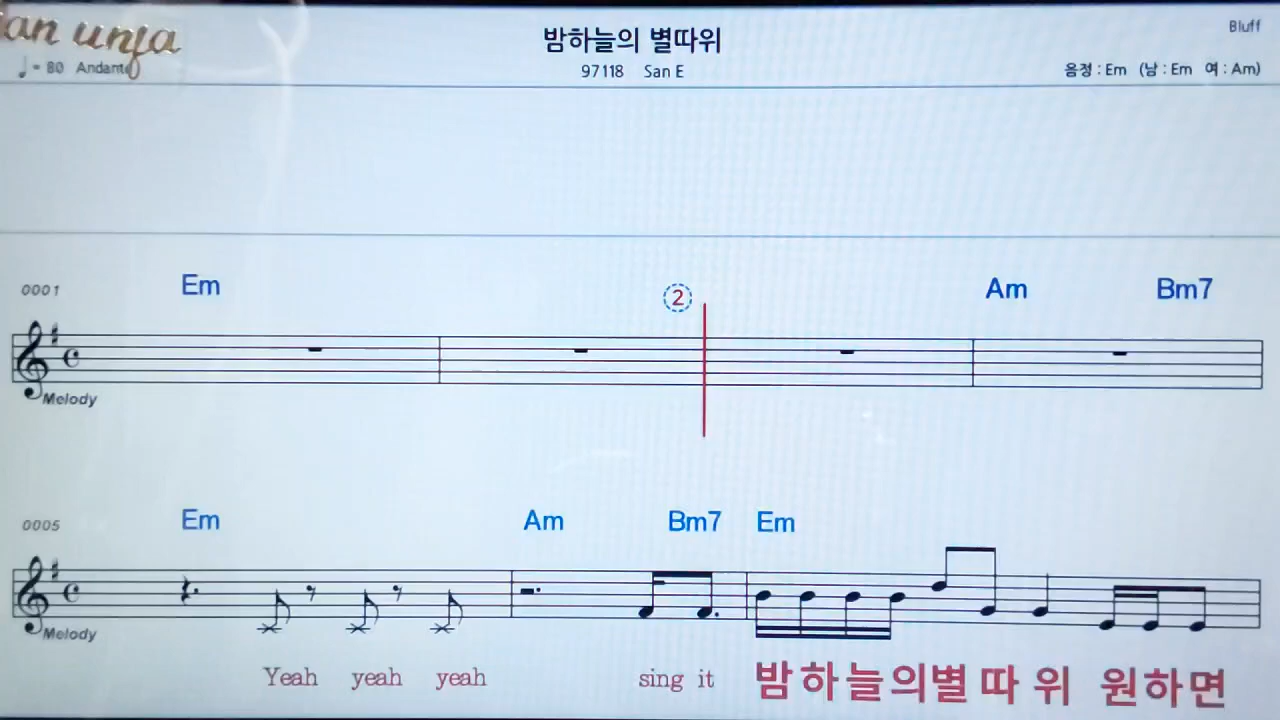 an unja
밤하늘의 별따위
Bluff
♩= 80 Andante
97118 San E
음정 : Em (남 : Em 여 : Am)
0001 Em ② Am Bm7
Melody
0005 Em Am Bm7 Em
Melody
Yeah yeah yeah sing it 밤하늘의별 따 위 원하면